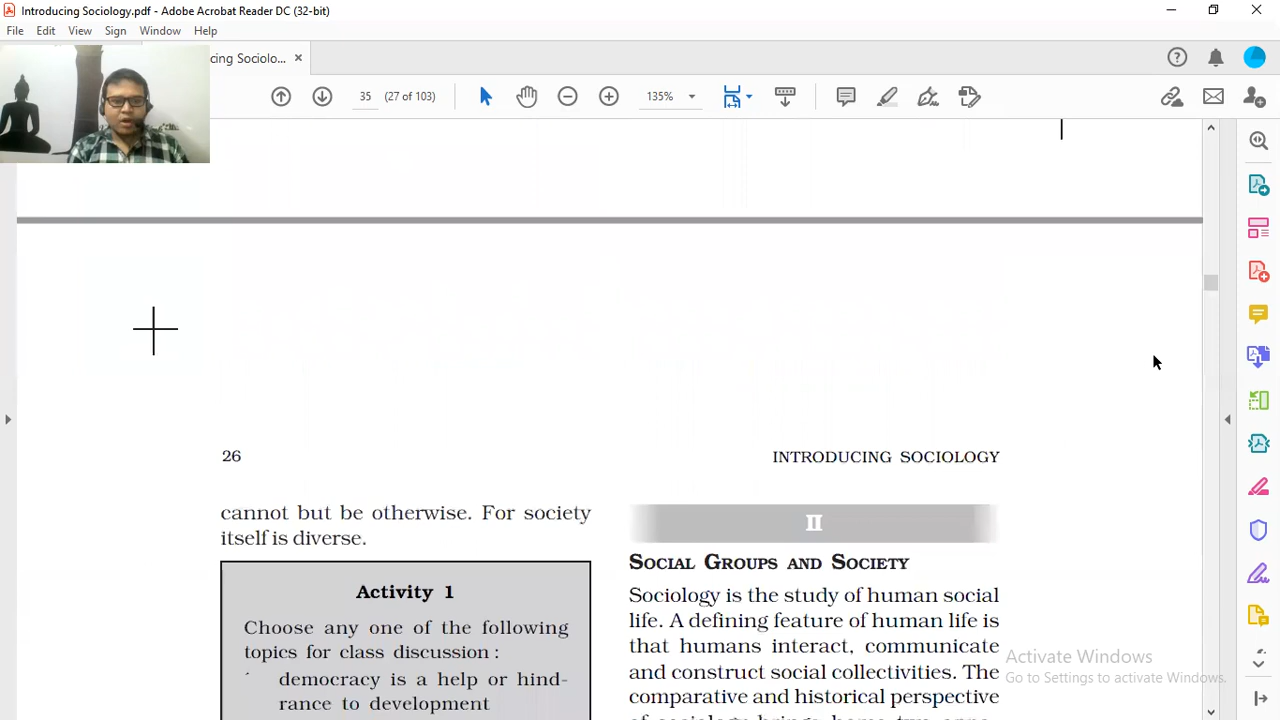 Introducing Sociology.pdf - Adobe Acrobat Reader DC (32-bit)
File Edit View Sign Window Help
cing Sociolo...
35 (27 of 103) 135%
26 INTRODUCING SOCIOLOGY
cannot but be otherwise. For society
itself is diverse.
Activity 1
Choose any one of the following
topics for class discussion :
democracy is a help or hind-
rance to development
II
SOCIAL GROUPS AND SOCIETY
Sociology is the study of human social
life. A defining feature of human life is
that humans interact, communicate
and construct social collectivities. The
comparative and historical perspective
Activate Windows
Go to Settings to activate Windows.